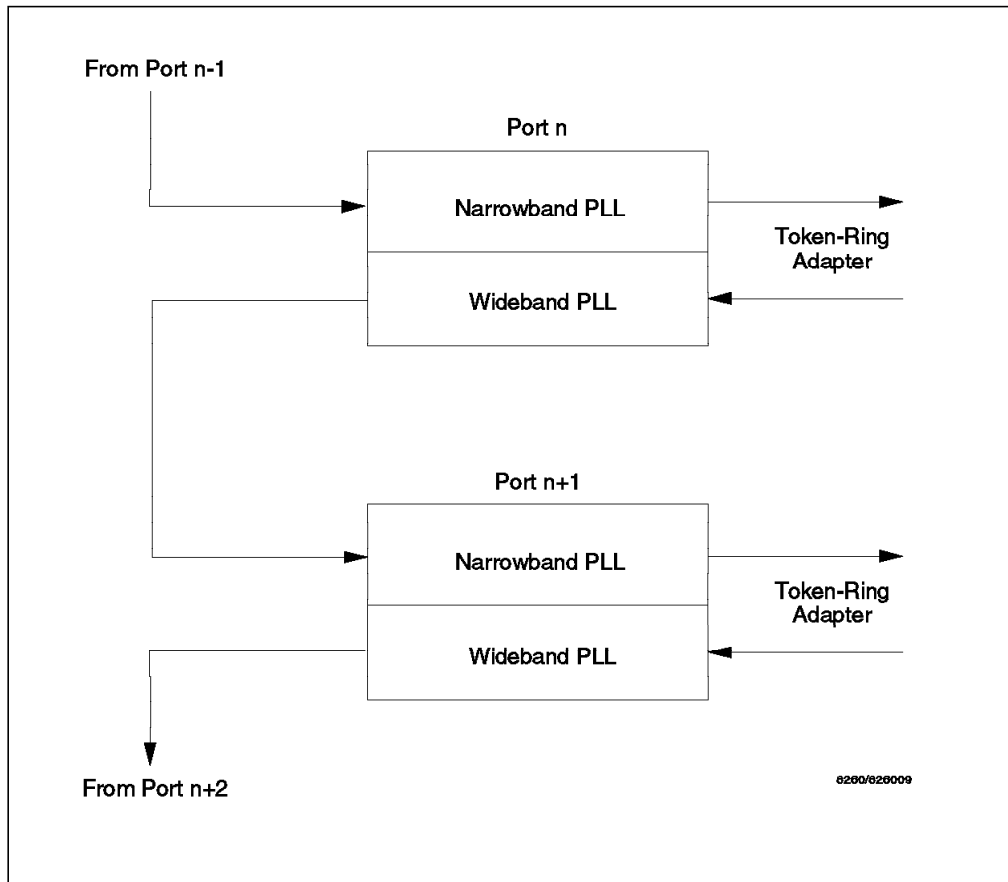 From Port n-1
Port n
Narrowband PLL
Token-Ring
Adapter
Wideband PLL
Port n+1
Narrowband PLL
Token-Ring
Adapter
Wideband PLL
From Port n+2
8260/826009